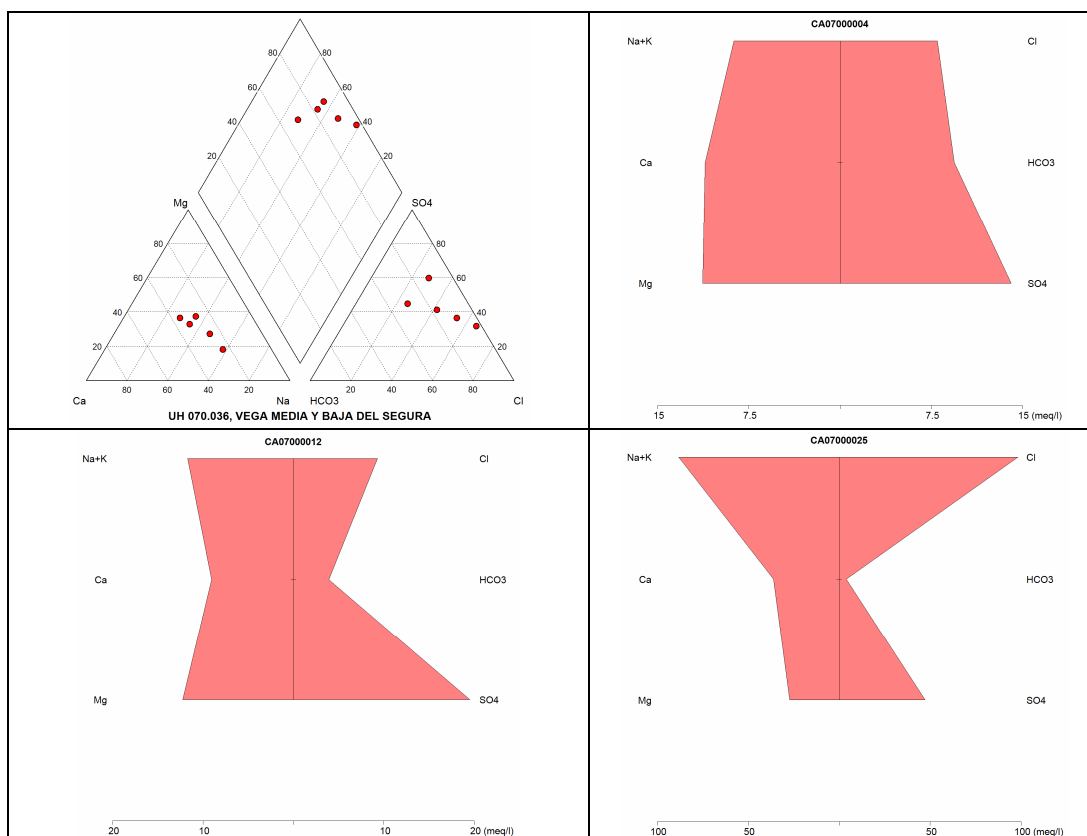 80 80
60 60
40 40
20 20
Mg SO4
80 80
60 60
40 40
20 20
80 60 40 20 20 40 60 80
Ca Na HCO3 Cl
UH 070.036, VEGA MEDIA Y BAJA DEL SEGURA
CA07000004
Na+K Cl
Ca HCO3
Mg SO4
15 7.5 7.5 15 (meq/l)
CA07000012
Na+K Cl
Ca HCO3
Mg SO4
20 10 10 20 (meq/l)
CA07000025
Na+K Cl
Ca HCO3
Mg SO4
100 50 50 100 (meq/l)